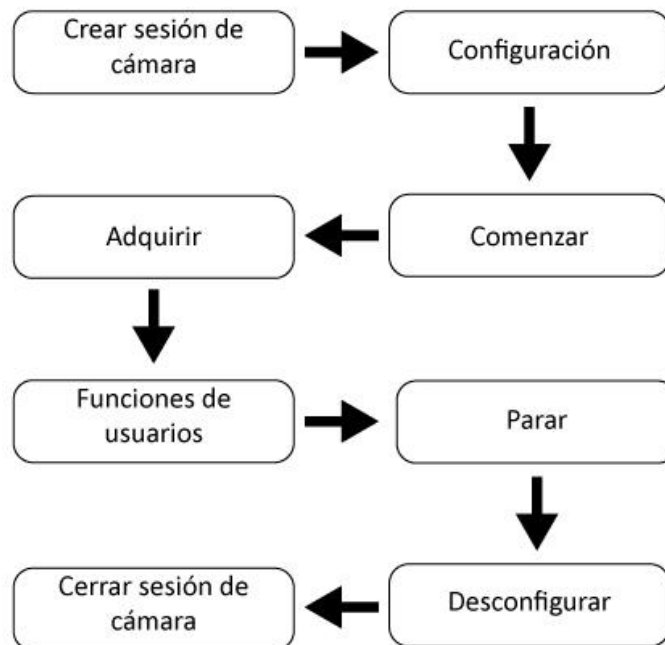 Crear sesión de
cámara
Configuración
Comenzar
Adquirir
Funciones de
usuarios
Parar
Desconfigurar
Cerrar sesión de
cámara